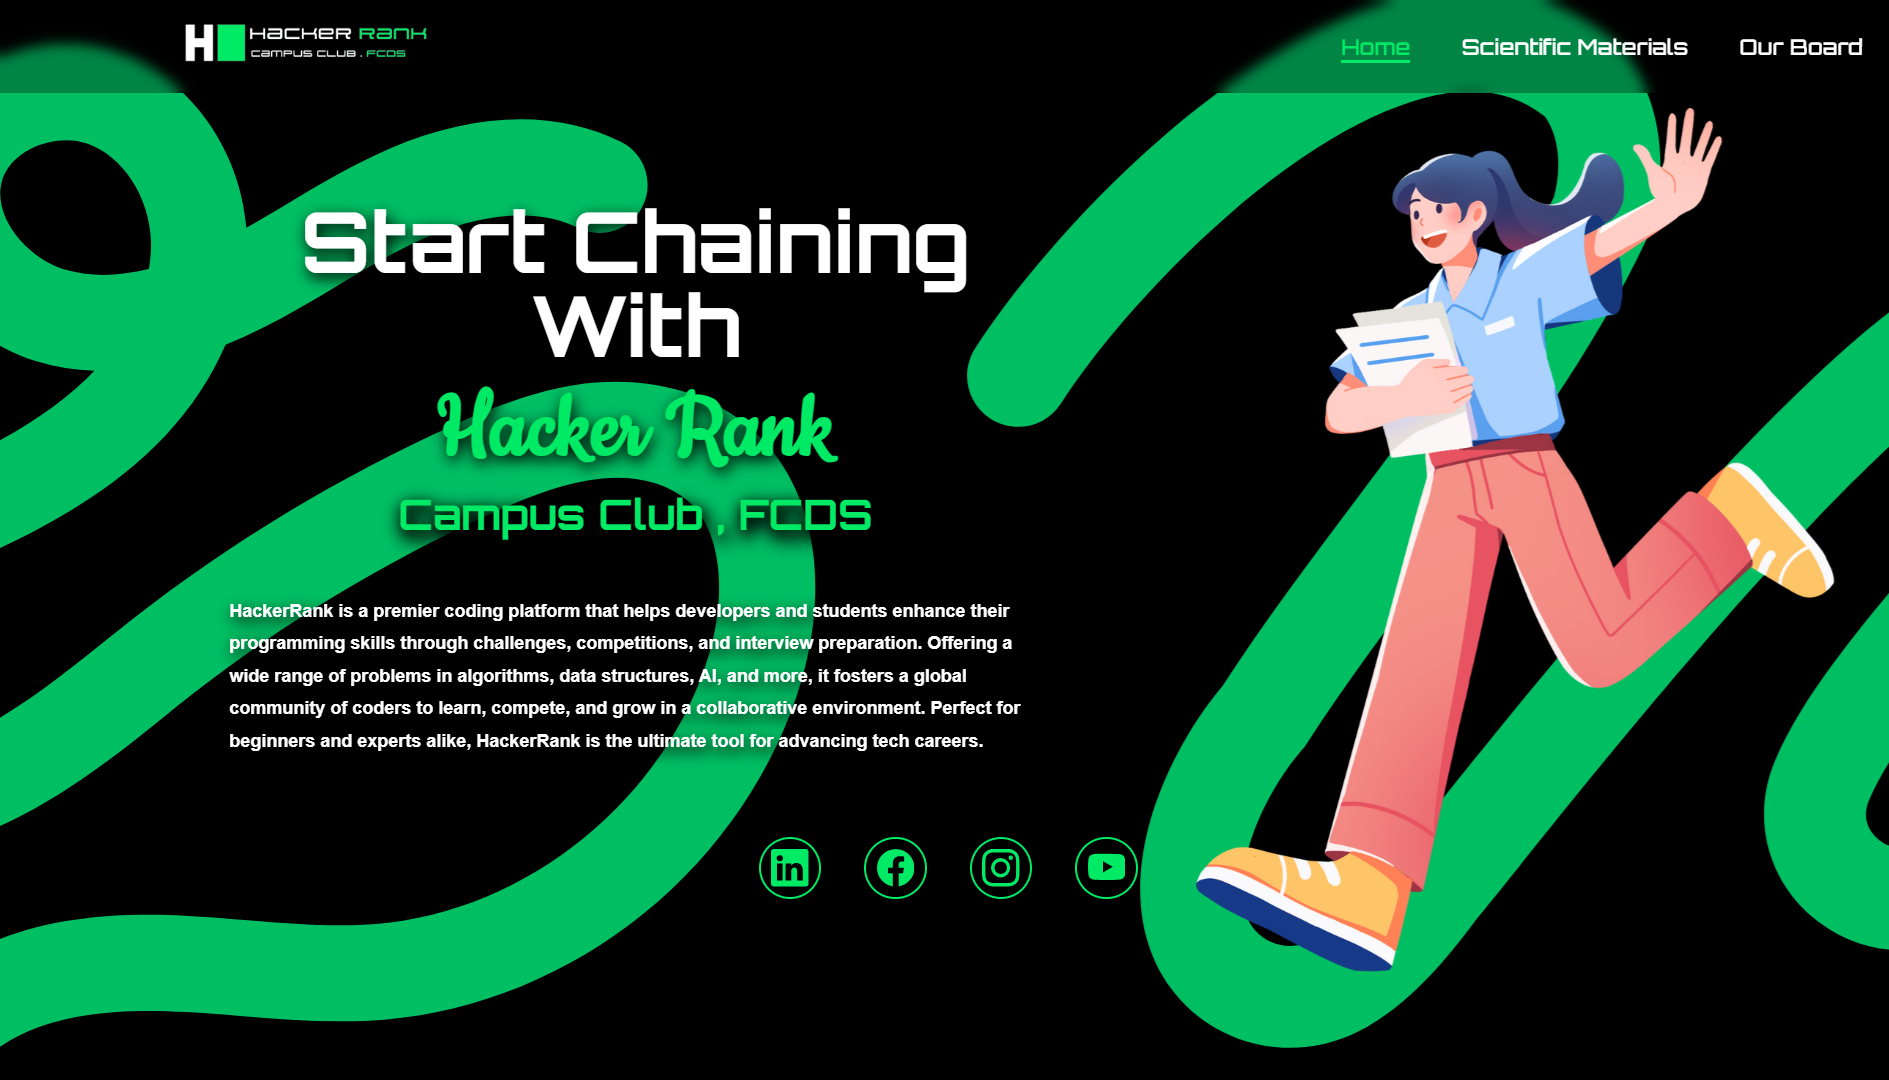 H HACKER RANK
CAMPUS CLUB . FCDS
Home Scientific Materials Our Board
Start Chaining
With
Hacker Rank
Campus Club , FCDS
HackerRank is a premier coding platform that helps developers and students enhance their
programming skills through challenges, competitions, and interview preparation. Offering a
wide range of problems in algorithms, data structures, AI, and more, it fosters a global
community of coders to learn, compete, and grow in a collaborative environment. Perfect for
beginners and experts alike, HackerRank is the ultimate tool for advancing tech careers.